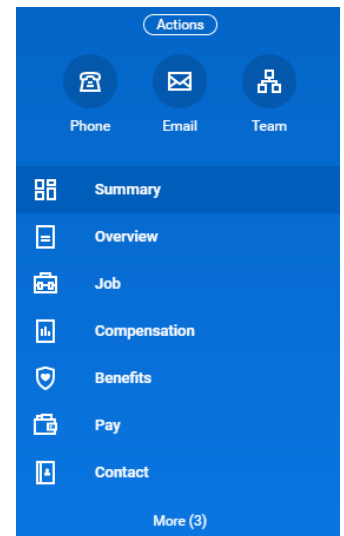 Actions
Phone Email Team
Summary
Overview
Job
Compensation
Benefits
Pay
Contact
More (3)